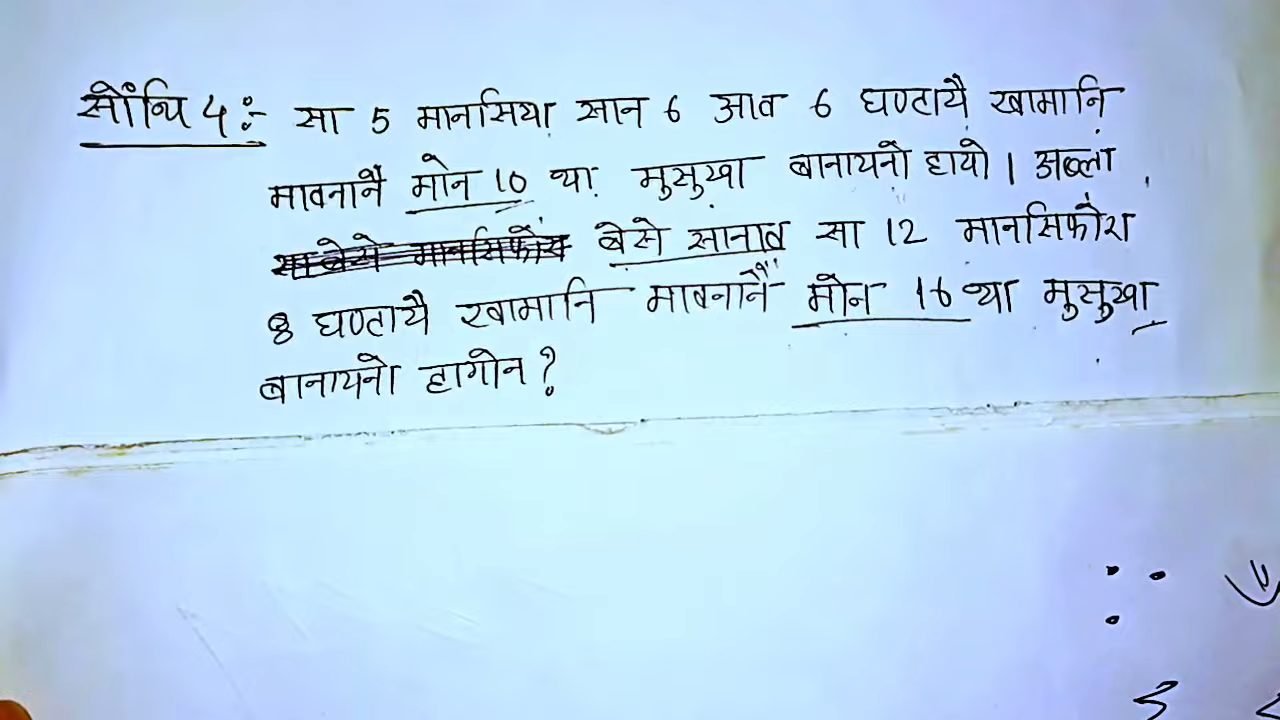 सोंथि 4:- सा 5 मानसिया सान 6 आव 6 घण्टायै खामानि
मावनानै मोन 10 था मुसुखा बानायनो हायो। अब्ला
बेसे सानाव सा 12 मानसिफोरा
8 घण्टायै खामानि मावनानै मोन 16 था मुसुखा
बानायनो हागोन?